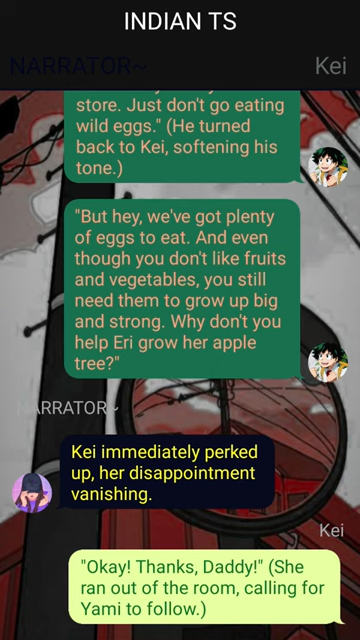 INDIAN TS
NARRATOR~
Kei
store. Just don't go eating
wild eggs." (He turned
back to Kei, softening his
tone.)
"But hey, we've got plenty
of eggs to eat. And even
though you don't like fruits
and vegetables, you still
need them to grow up big
and strong. Why don't you
help Eri grow her apple
tree?"
NARRATOR~
Kei immediately perked
up, her disappointment
vanishing.
Kei
"Okay! Thanks, Daddy!" (She
ran out of the room, calling for
Yami to follow.)